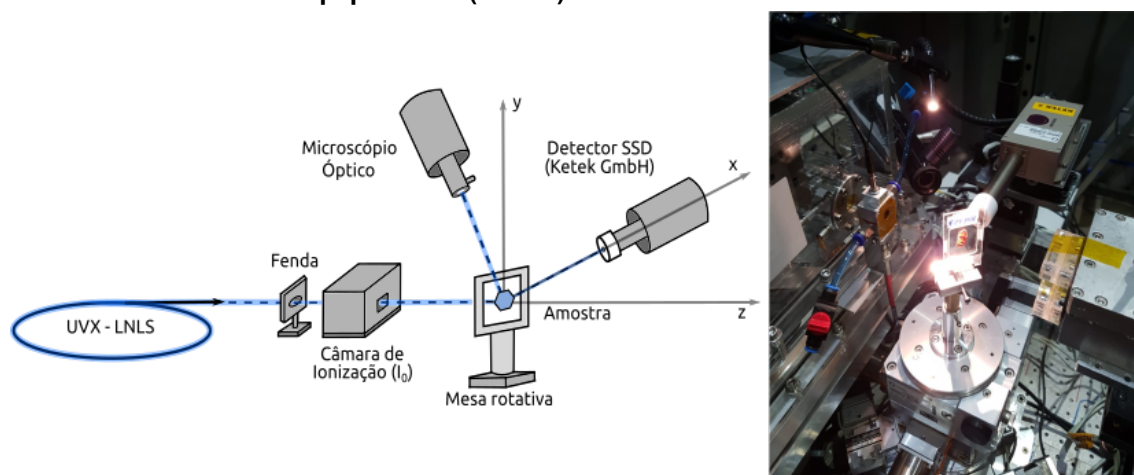 y
Microscópio
Óptico
Detector SSD
(Ketek GmbH)
x
Fenda
UVX - LNLS
Câmara de
Ionização (I₀)
Amostra
z
Mesa rotativa